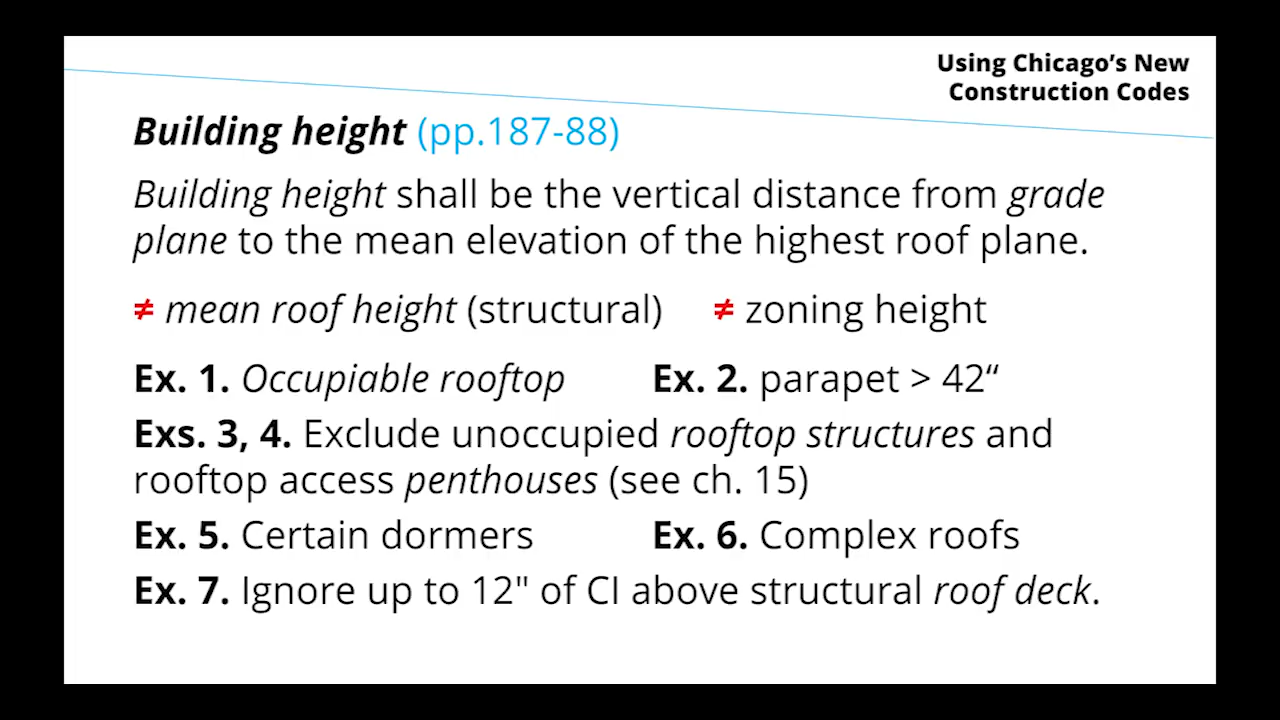 Using Chicago’s New
Construction Codes
Building height (pp.187-88)
Building height shall be the vertical distance from grade
plane to the mean elevation of the highest roof plane.
≠ mean roof height (structural) ≠ zoning height
Ex. 1. Occupiable rooftop Ex. 2. parapet > 42“
Exs. 3, 4. Exclude unoccupied rooftop structures and
rooftop access penthouses (see ch. 15)
Ex. 5. Certain dormers Ex. 6. Complex roofs
Ex. 7. Ignore up to 12" of CI above structural roof deck.